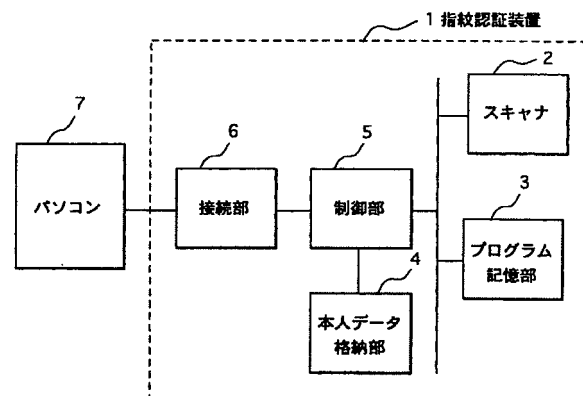 1 指紋認証装置
2
スキャナ
7
パソコン
6
接続部
5
制御部
3
プログラム
記憶部
4
本人データ
格納部